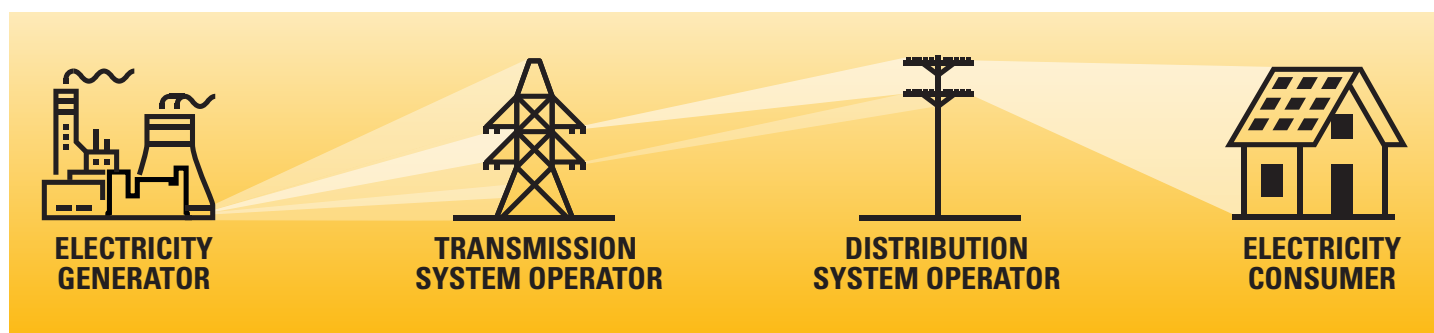 ELECTRICITY
GENERATOR
TRANSMISSION
SYSTEM OPERATOR
DISTRIBUTION
SYSTEM OPERATOR
ELECTRICITY
CONSUMER